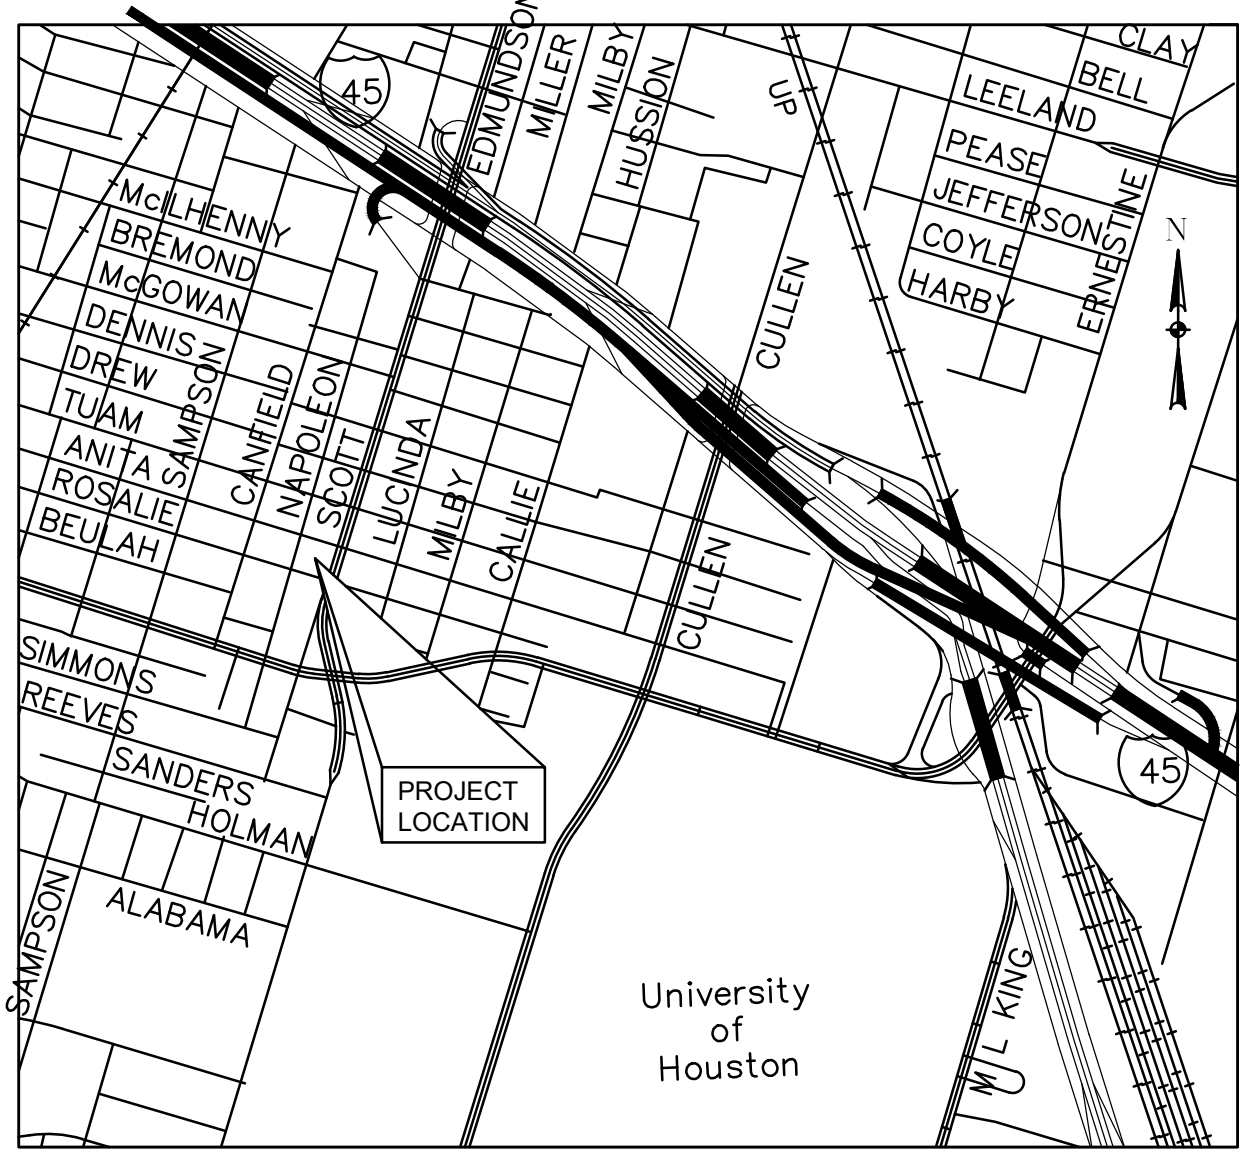 EDMUNDSON
MILLER
MILBY
HUSSION
CLAY
BELL
LEELAND
PEASE
JEFFERSON
COYLE
HARBY
ERNESTINE
UP
45
N
McILHENNY
BREMOND
McGOWAN
DENNIS
DREW
TUAM
ANITA
ROSALIE
BEULAH
SAMPSON
CANFIELD
NAPOLEON
SCOTT
LUCINDA
MILBY
CALLIE
CULLEN
CULLEN
SIMMONS
REEVES
SANDERS
HOLMAN
ALABAMA
SAMPSON
PROJECT
LOCATION
45
University
of
Houston
M L KING